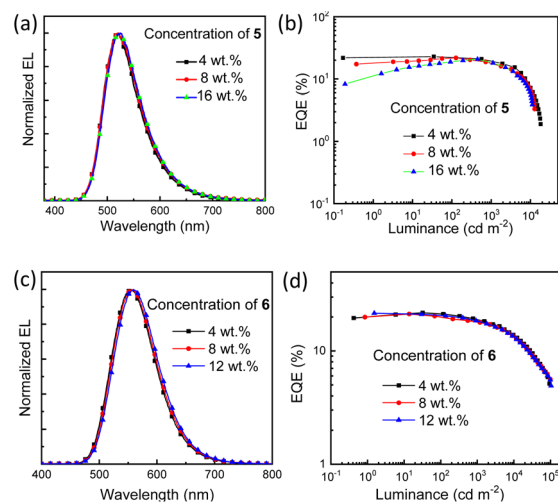 (a)
Normalized EL
Concentration of 5
4 wt.%
8 wt.%
16 wt.%
400 500 600 700 800
Wavelength (nm)
(b)
EQE (%)
10²
10¹
10⁰
10⁻¹
Concentration of 5
4 wt.%
8 wt.%
16 wt.%
10⁻¹ 10⁰ 10¹ 10² 10³ 10⁴
Luminance (cd m⁻²)
(c)
Normalized EL
Concentration of 6
4 wt.%
8 wt.%
12 wt.%
400 500 600 700 800
Wavelength (nm)
(d)
EQE (%)
10
1
Concentration of 6
4 wt.%
8 wt.%
12 wt.%
10⁻¹ 10⁰ 10¹ 10² 10³ 10⁴ 10⁵
Luminance (cd m⁻²)